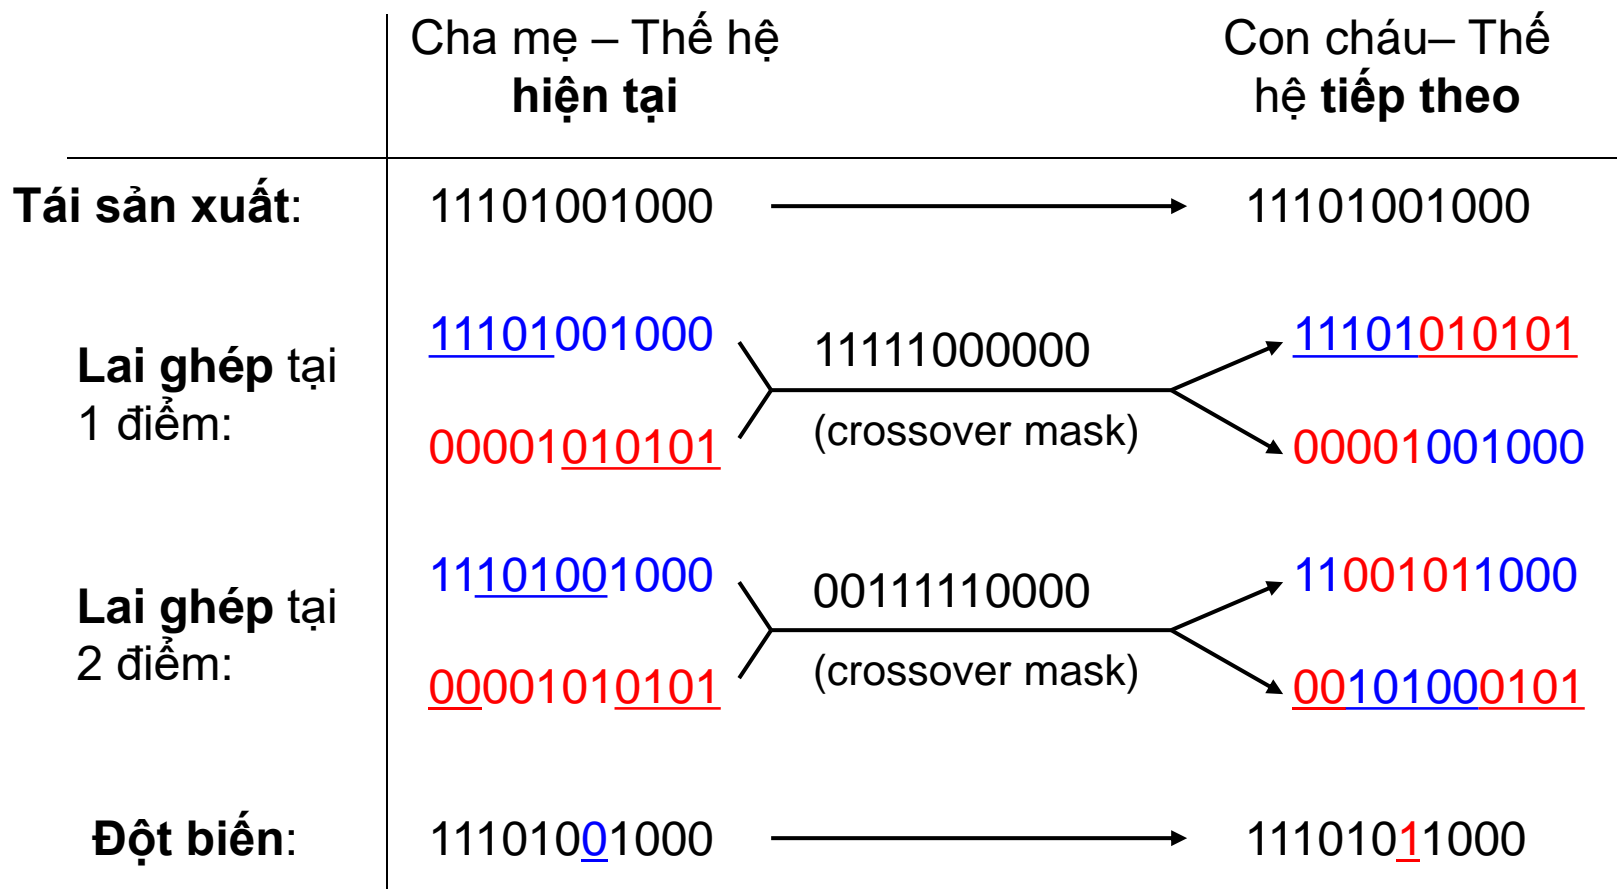 Cha mẹ – Thế hệ
hiện tại
Con cháu– Thế
hệ tiếp theo
Tái sản xuất:
11101001000
11101001000
Lai ghép tại
1 điểm:
11101001000
00001010101
11111000000
(crossover mask)
11101010101
00001001000
Lai ghép tại
2 điểm:
11101001000
00001010101
00111110000
(crossover mask)
11001011000
00101000101
Đột biến:
11101001000
11101011000